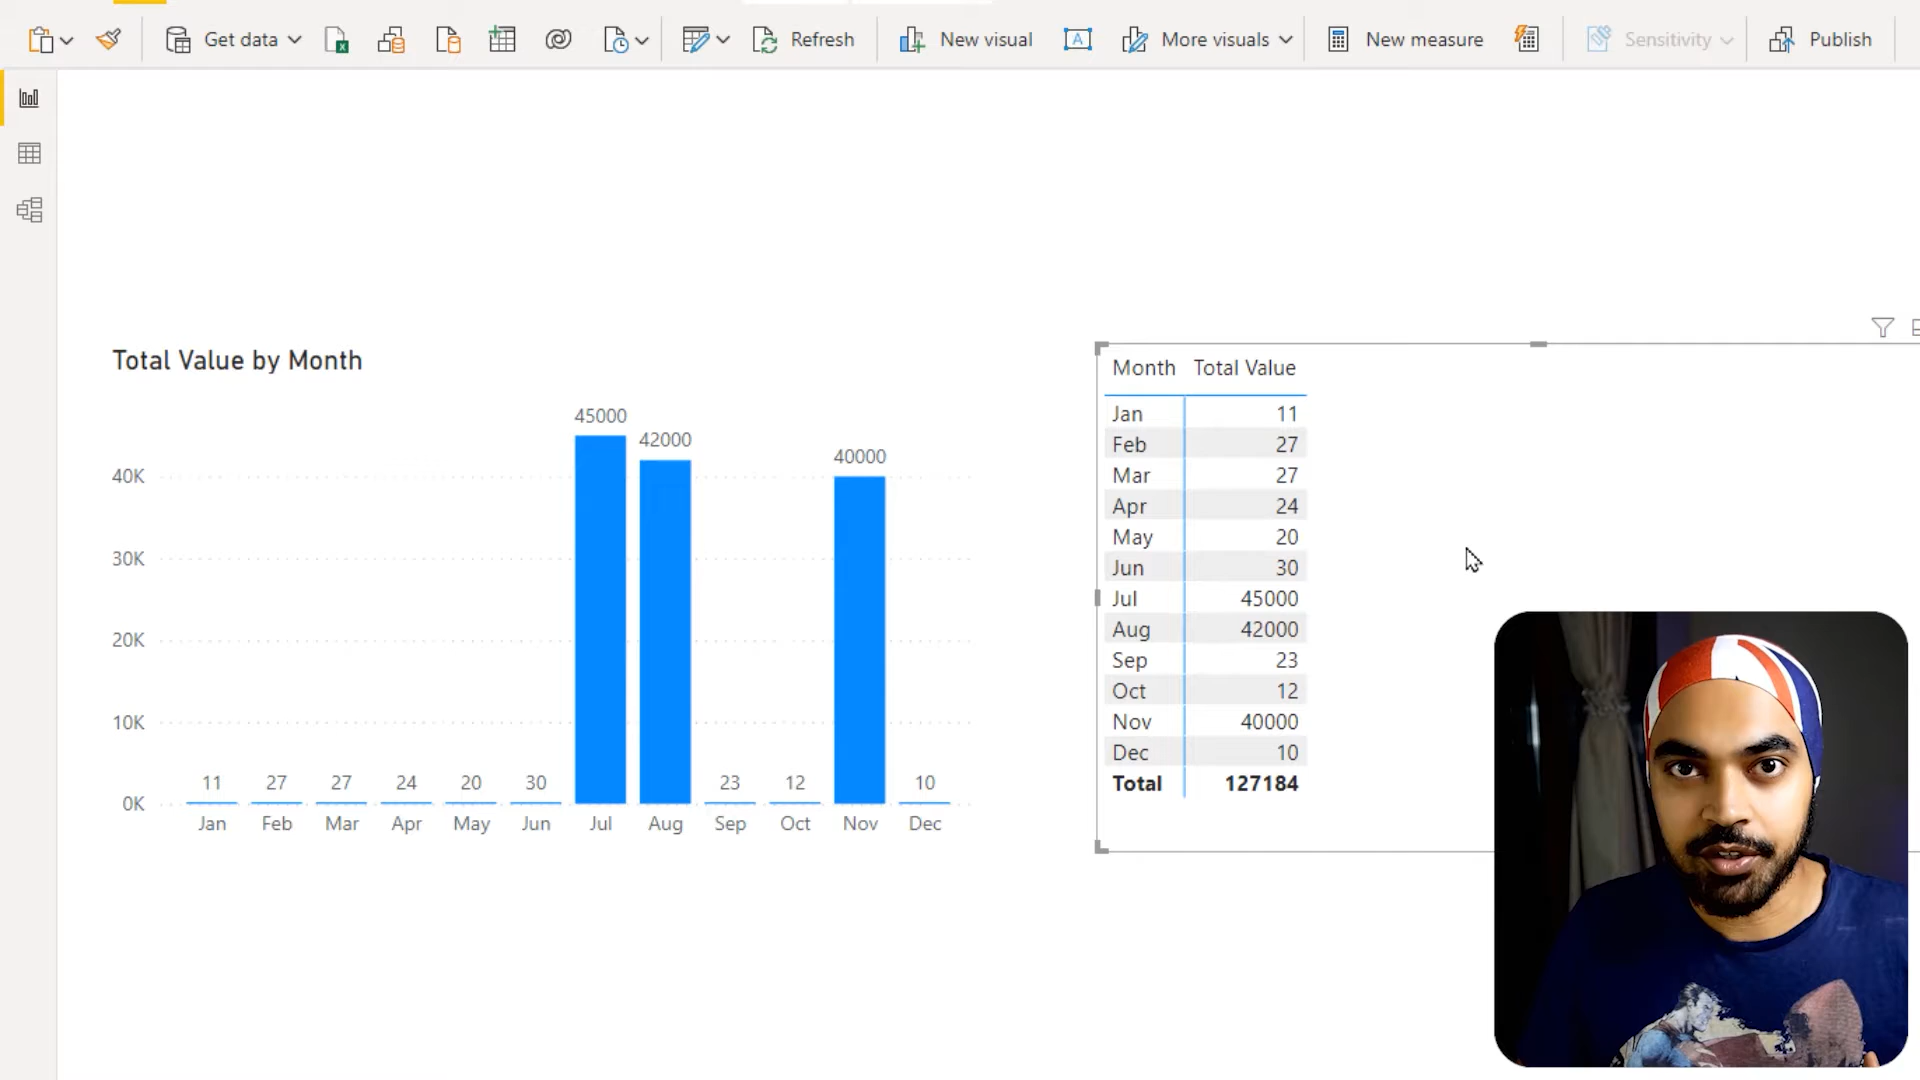 Get data
Refresh
New visual
A
More visuals
New measure
Sensitivity
Publish
Total Value by Month
45000
42000
40000
40K
30K
20K
10K
0K
11 27 27 24 20 30 23 12 10
Jan Feb Mar Apr May Jun Jul Aug Sep Oct Nov Dec
Month Total Value
Jan 11
Feb 27
Mar 27
Apr 24
May 20
Jun 30
Jul 45000
Aug 42000
Sep 23
Oct 12
Nov 40000
Dec 10
Total 127184